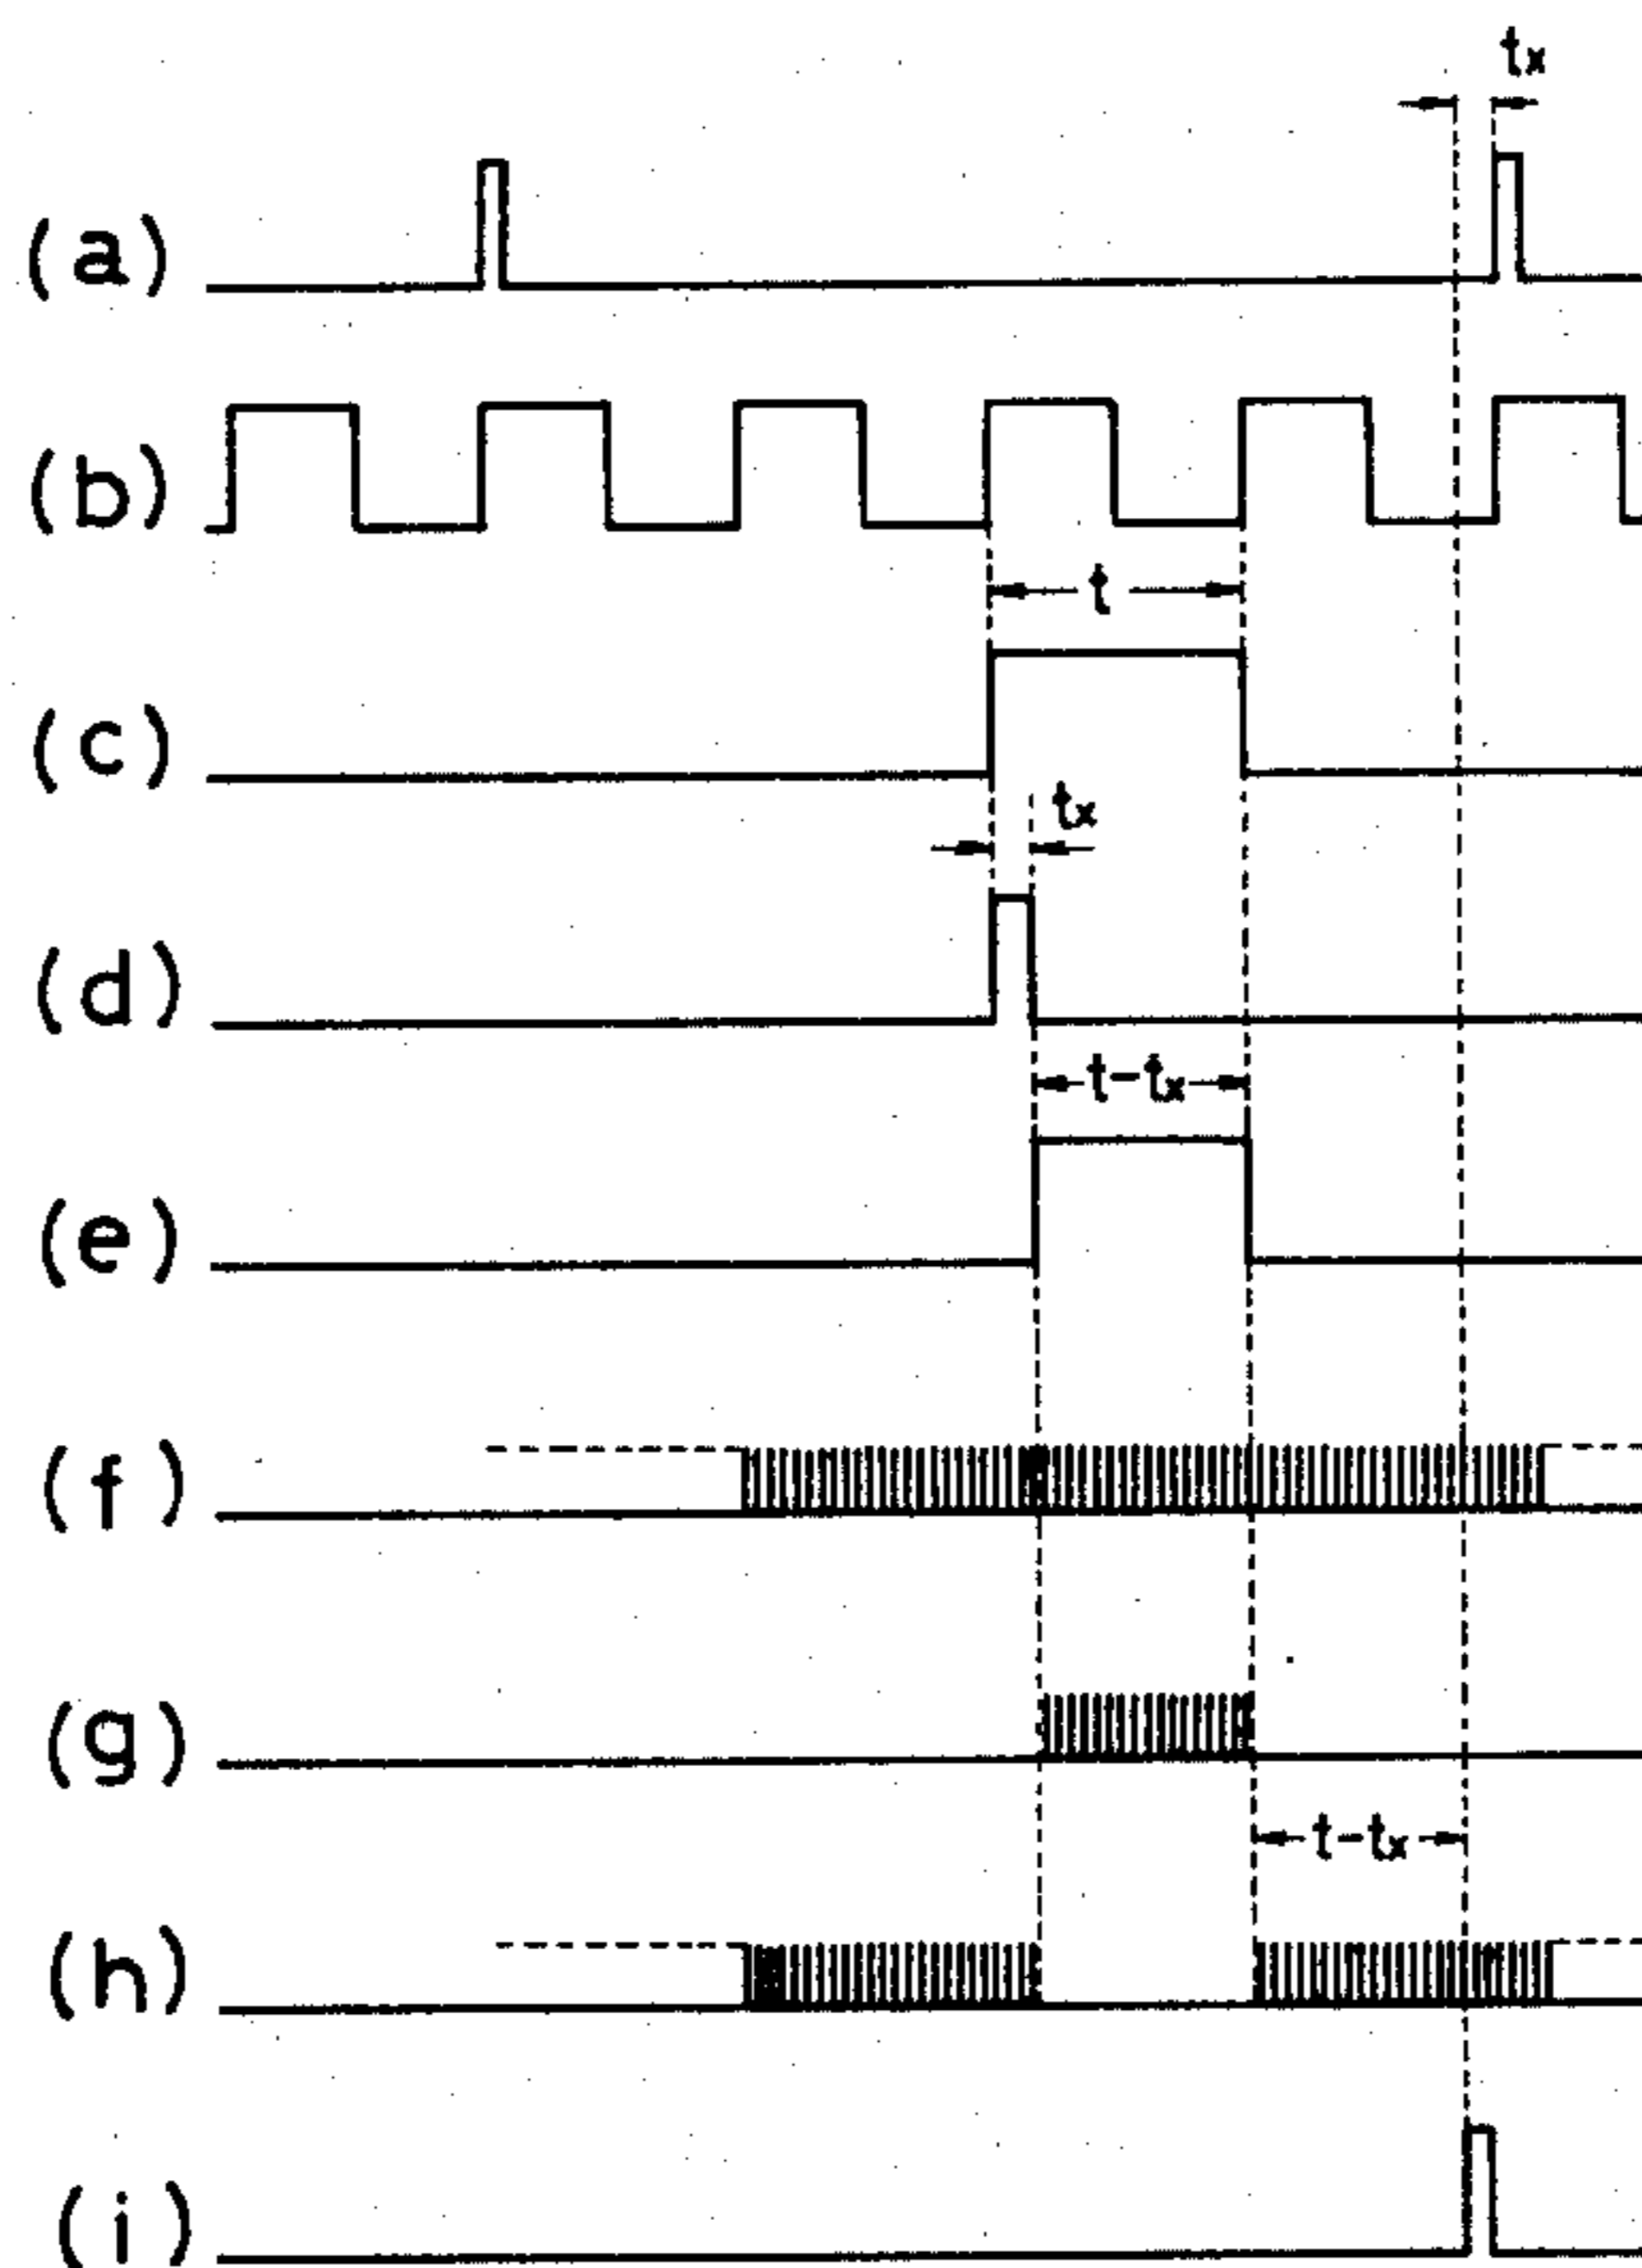 tx
(a)
(b)
t
(c)
tx
(d)
t-tx
(e)
(f)
(g)
t-tx
(h)
(i)